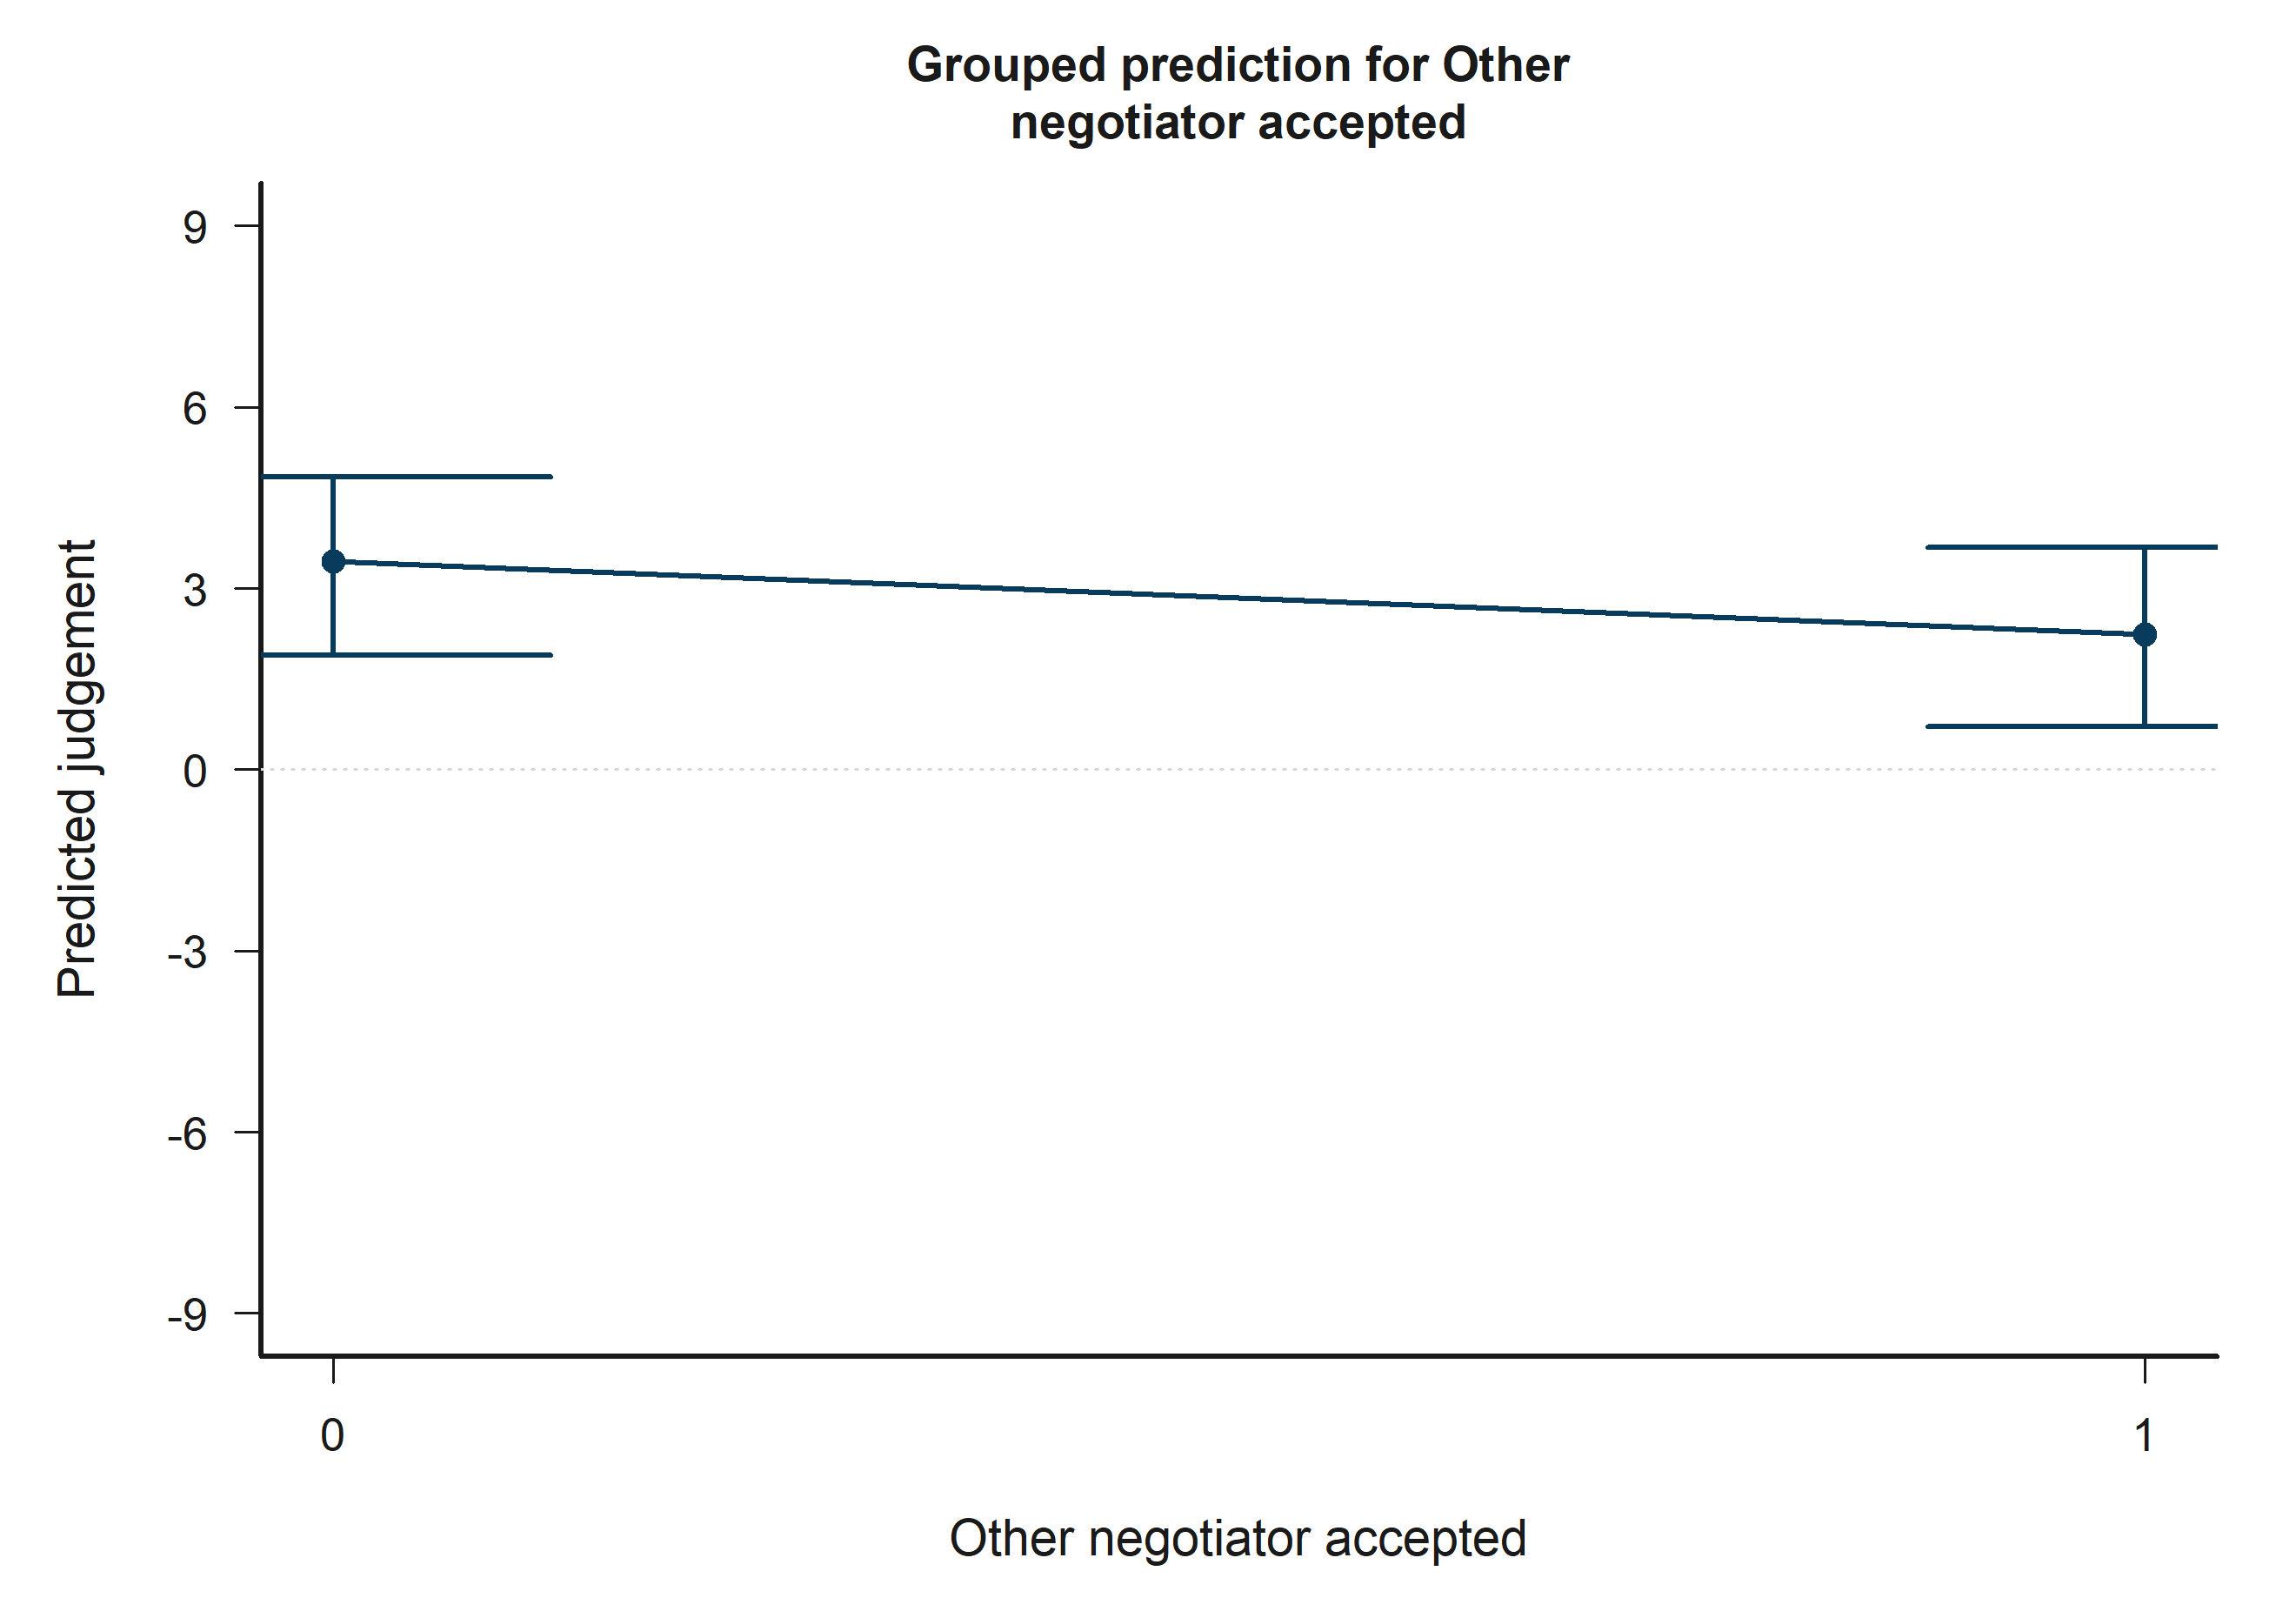 Grouped prediction for Other
negotiator accepted
9
6
3
0
-3
-6
-9
Predicted judgement
0 1
Other negotiator accepted